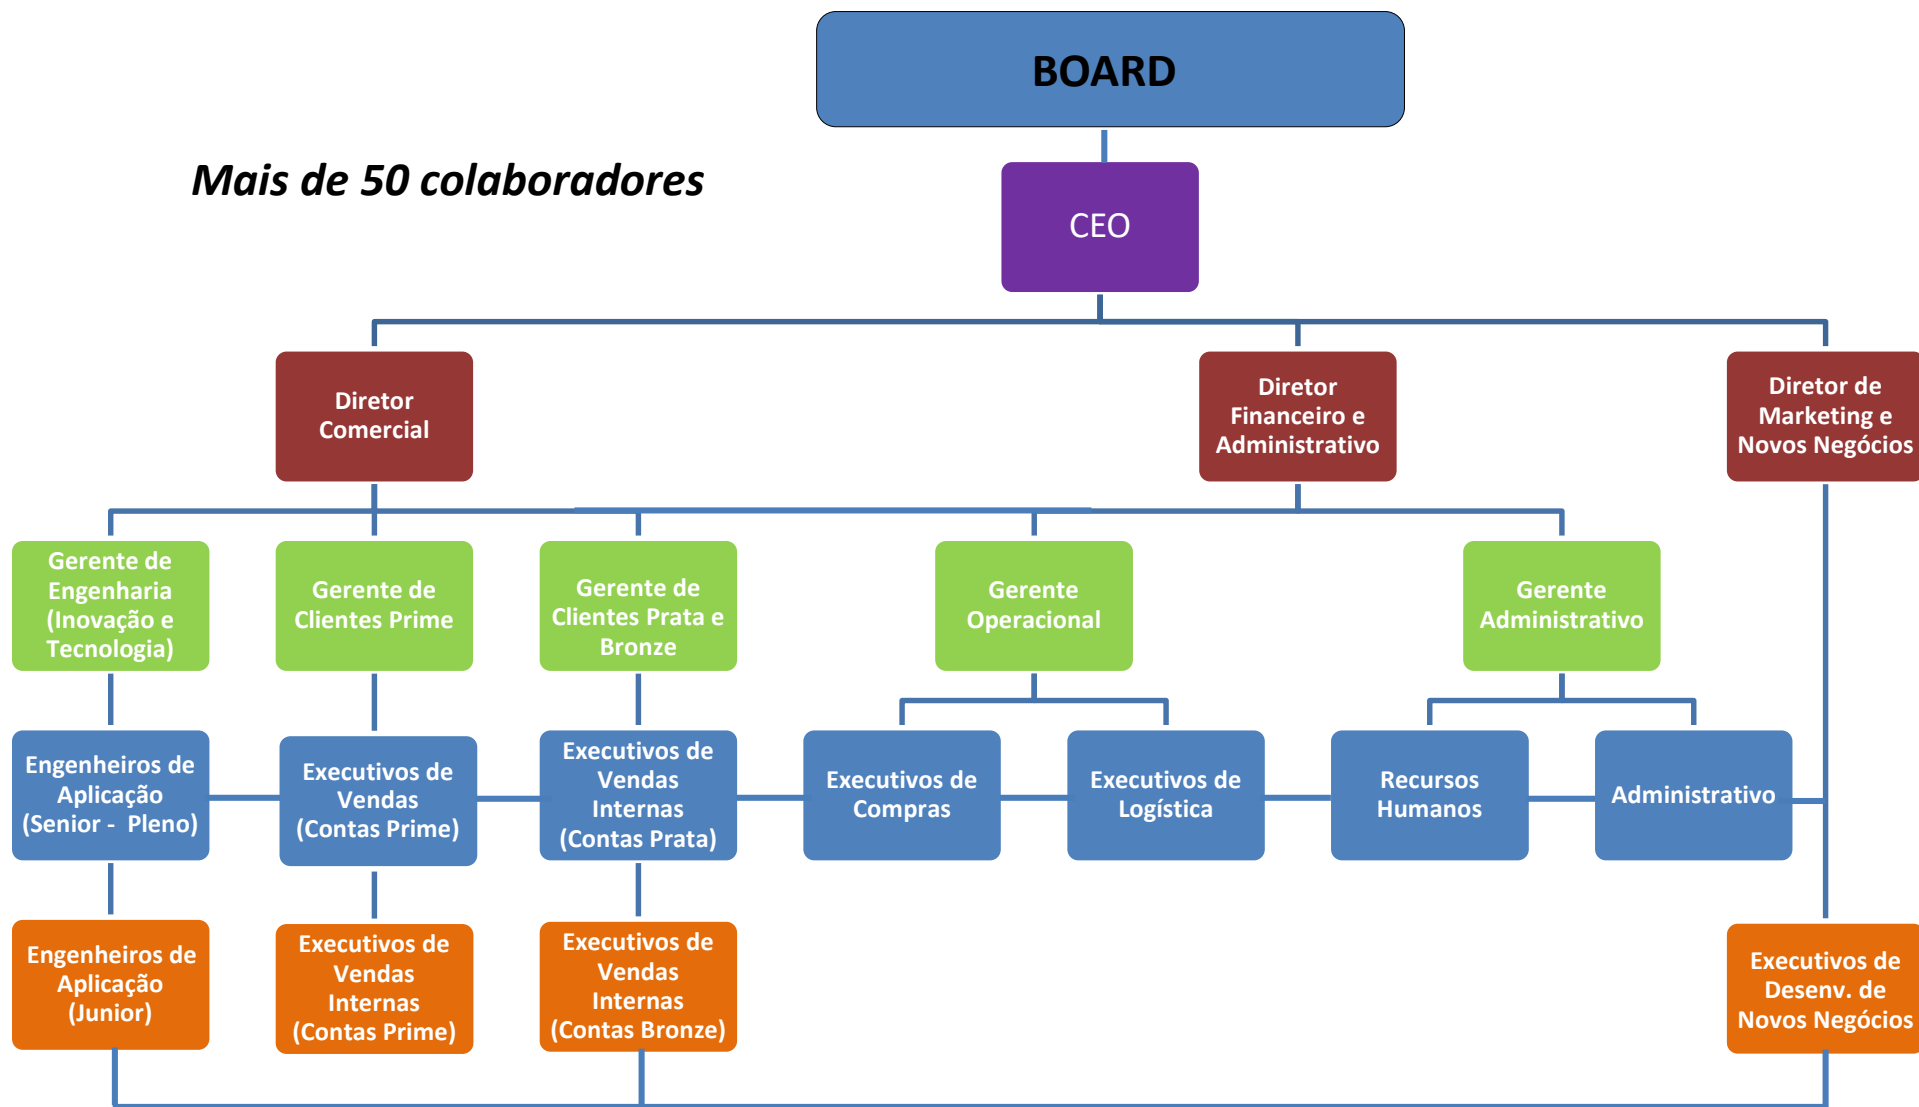 BOARD
Mais de 50 colaboradores
CEO
Diretor
Comercial
Diretor
Financeiro e
Administrativo
Diretor de
Marketing e
Novos Negócios
Gerente de
Engenharia
(Inovação e
Tecnologia)
Gerente de
Clientes Prime
Gerente de
Clientes Prata e
Bronze
Gerente
Operacional
Gerente
Administrativo
Engenheiros de
Aplicação
(Senior - Pleno)
Executivos de
Vendas
(Contas Prime)
Executivos de
Vendas
Internas
(Contas Prata)
Executivos de
Compras
Executivos de
Logística
Recursos
Humanos
Administrativo
Engenheiros de
Aplicação
(Junior)
Executivos de
Vendas
Internas
(Contas Prime)
Executivos de
Vendas
Internas
(Contas Bronze)
Executivos de
Desenv. de
Novos Negócios